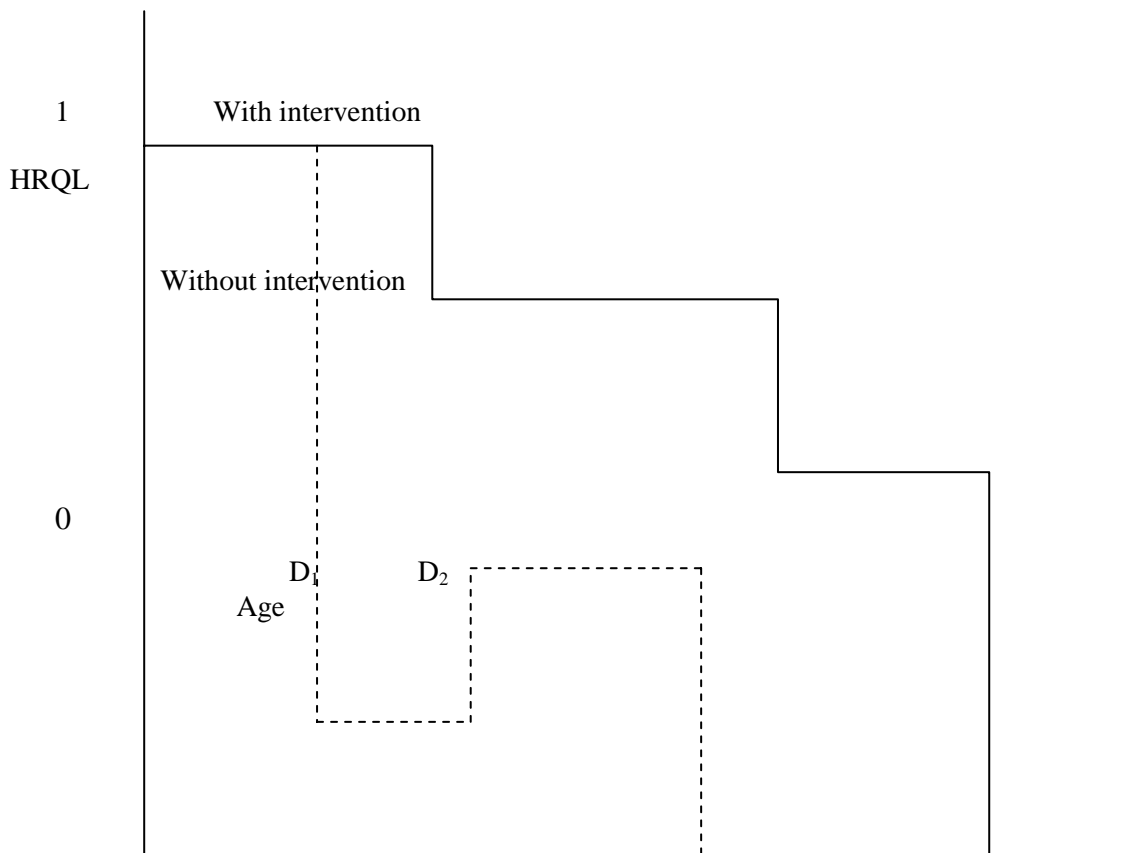 1
With intervention
HRQL
Without intervention
0
D₁
D₂
Age